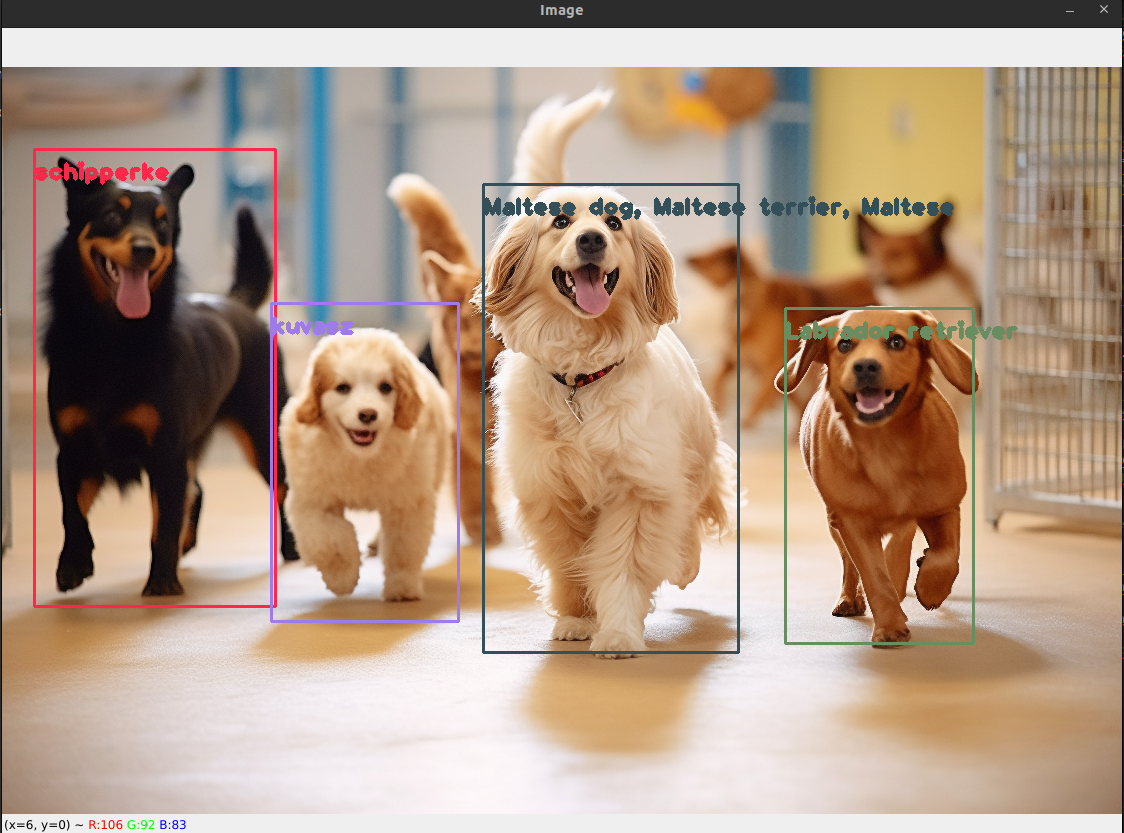 Image
schipperke
Maltese dog, Maltese terrier, Maltese
kuvasz
Labrador retriever
(x=6, y=0) ~ R:106 G:92 B:83